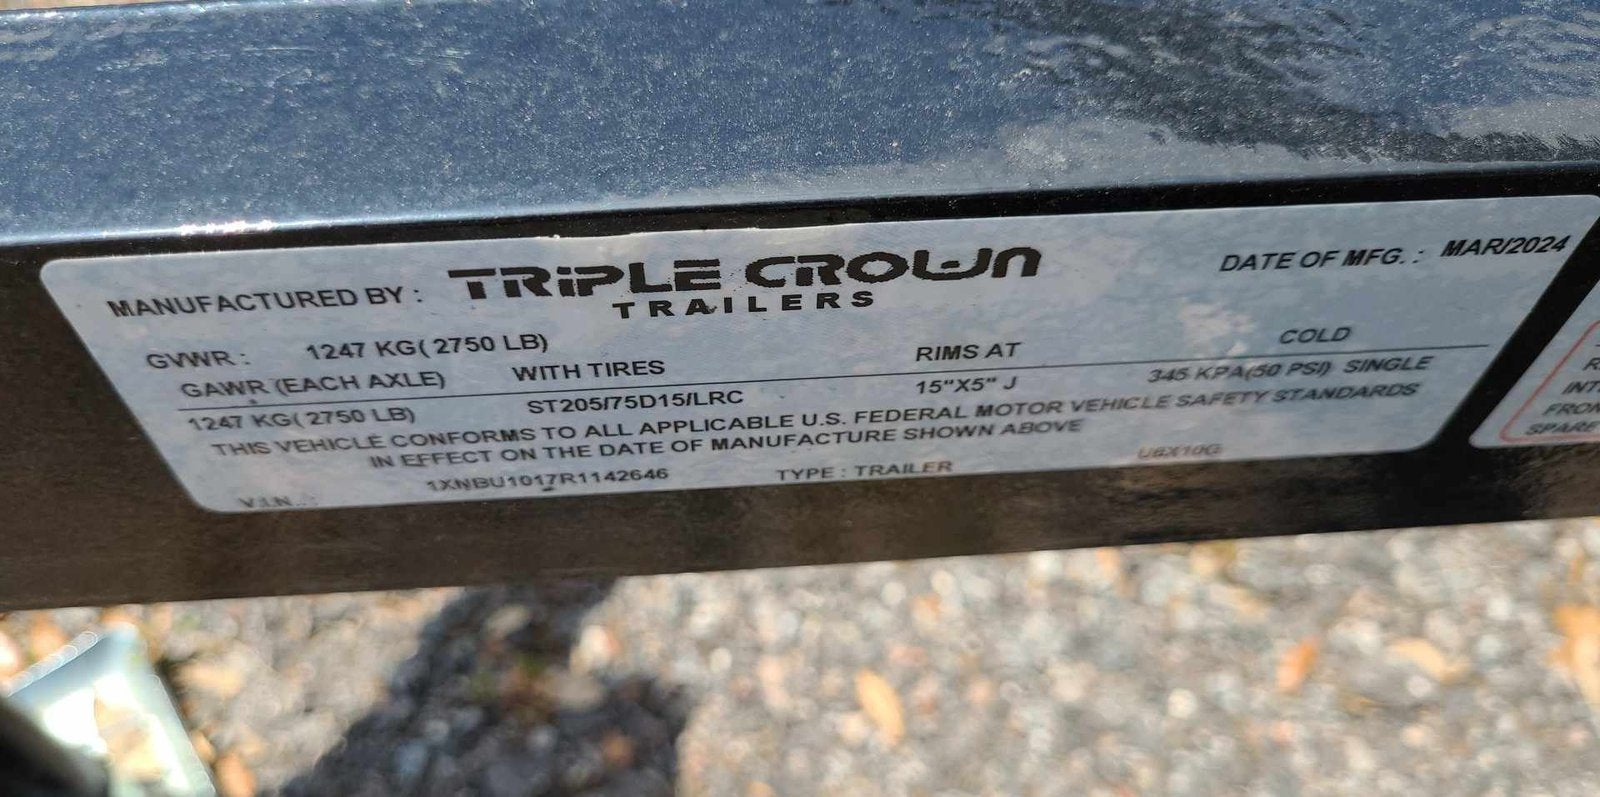 MANUFACTURED BY : TRIPLE CROWN TRAILERS DATE OF MFG. : MAR/2024
GVWR : 1247 KG( 2750 LB)
GAWR (EACH AXLE) WITH TIRES RIMS AT COLD
1247 KG( 2750 LB) ST205/75D15/LRC 15"X5" J 345 KPA(50 PSI) SINGLE
THIS VEHICLE CONFORMS TO ALL APPLICABLE U.S. FEDERAL MOTOR VEHICLE SAFETY STANDARDS
IN EFFECT ON THE DATE OF MANUFACTURE SHOWN ABOVE
V.I.N. : 1XNBU1017R1142646 TYPE : TRAILER U6X10G
FRON
SPARE